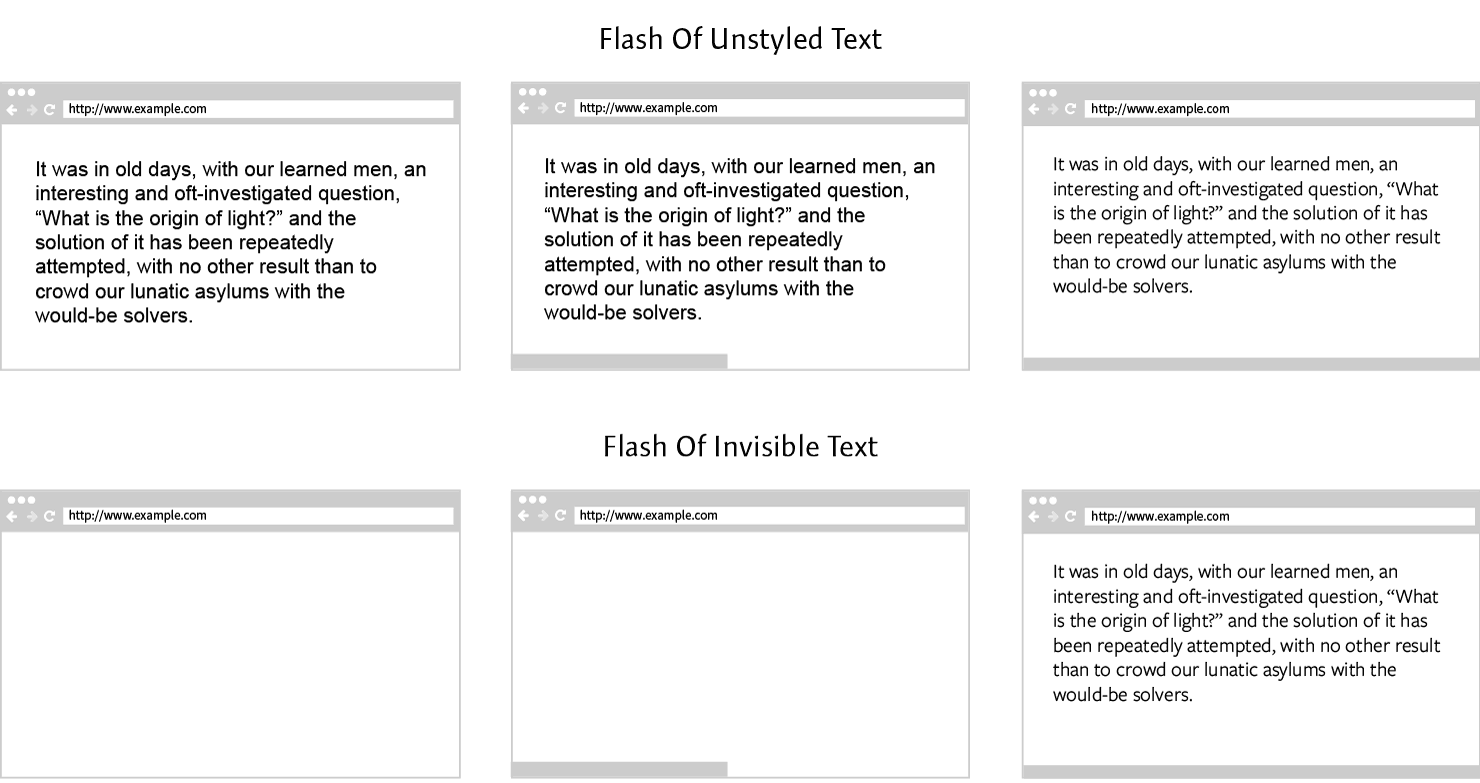 Flash Of Unstyled Text
http://www.example.com
It was in old days, with our learned men, an
interesting and oft-investigated question,
“What is the origin of light?” and the
solution of it has been repeatedly
attempted, with no other result than to
crowd our lunatic asylums with the
would-be solvers.
http://www.example.com
It was in old days, with our learned men, an
interesting and oft-investigated question,
“What is the origin of light?” and the
solution of it has been repeatedly
attempted, with no other result than to
crowd our lunatic asylums with the
would-be solvers.
http://www.example.com
It was in old days, with our learned men, an
interesting and oft-investigated question, “What
is the origin of light?” and the solution of it has
been repeatedly attempted, with no other result
than to crowd our lunatic asylums with the
would-be solvers.
Flash Of Invisible Text
http://www.example.com
http://www.example.com
http://www.example.com
It was in old days, with our learned men, an
interesting and oft-investigated question, “What
is the origin of light?” and the solution of it has
been repeatedly attempted, with no other result
than to crowd our lunatic asylums with the
would-be solvers.